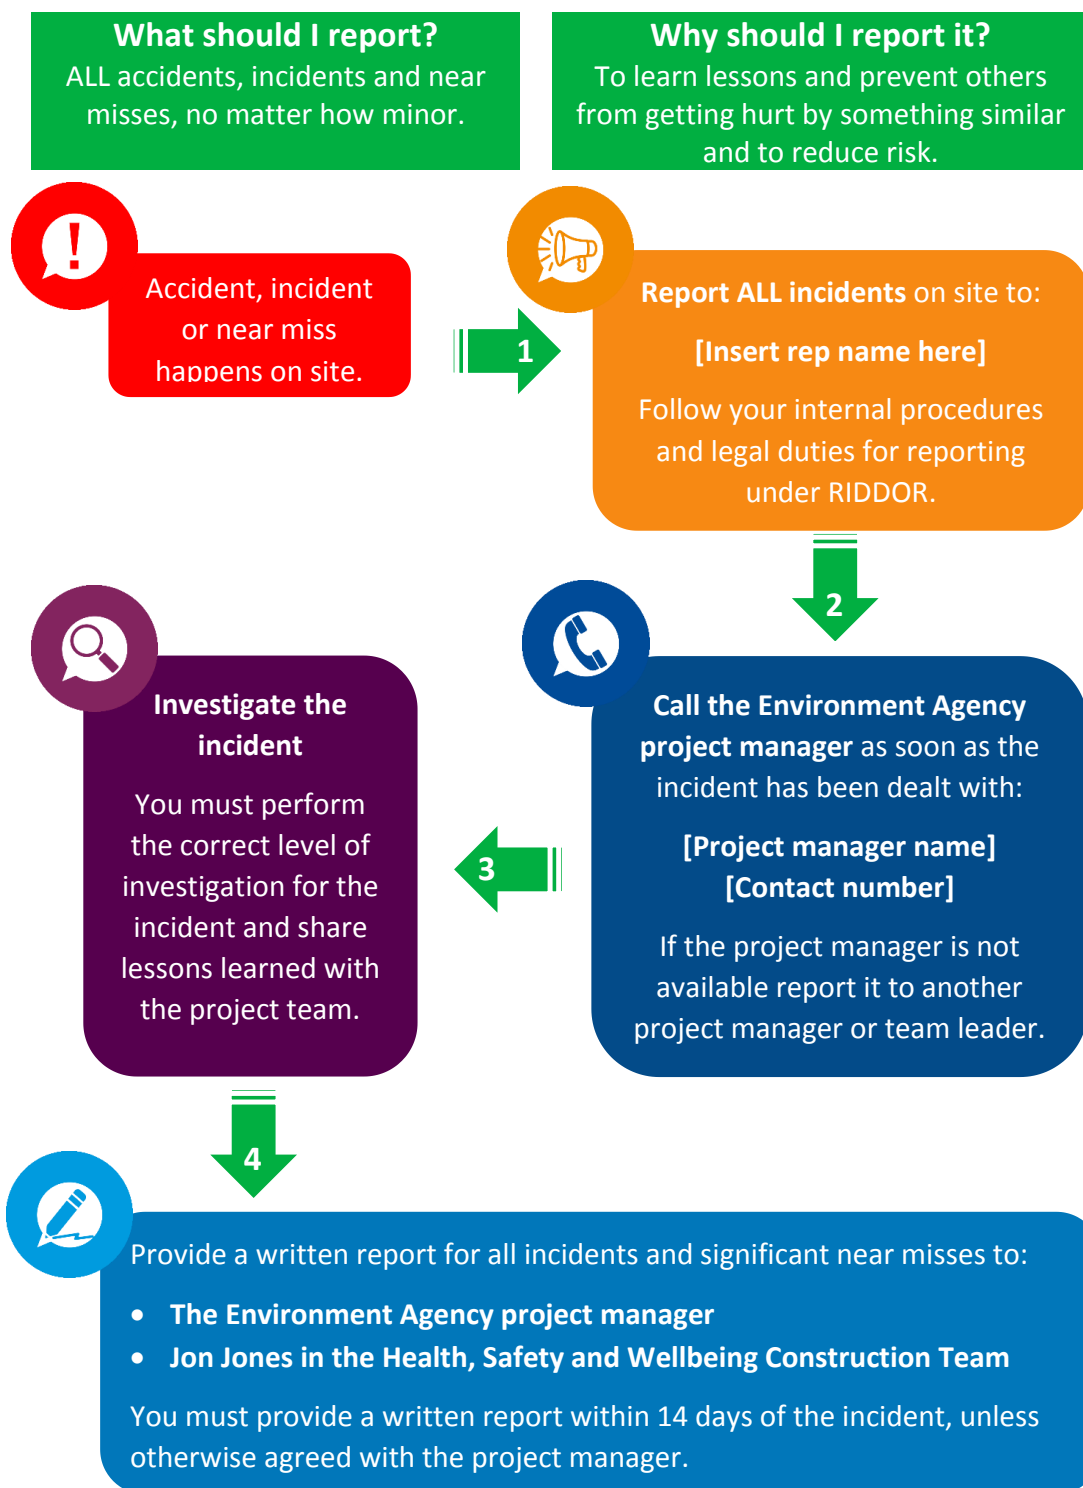 What should I report?
ALL accidents, incidents and near
misses, no matter how minor.
Why should I report it?
To learn lessons and prevent others
from getting hurt by something similar
and to reduce risk.
!
Accident, incident
or near miss
happens on site.
1
Report ALL incidents on site to:
[Insert rep name here]
Follow your internal procedures
and legal duties for reporting
under RIDDOR.
2
Call the Environment Agency
project manager as soon as the
incident has been dealt with:
[Project manager name]
[Contact number]
If the project manager is not
available report it to another
project manager or team leader.
3
Investigate the
incident
You must perform
the correct level of
investigation for the
incident and share
lessons learned with
the project team.
4
Provide a written report for all incidents and significant near misses to:
• The Environment Agency project manager
• Jon Jones in the Health, Safety and Wellbeing Construction Team
You must provide a written report within 14 days of the incident, unless
otherwise agreed with the project manager.